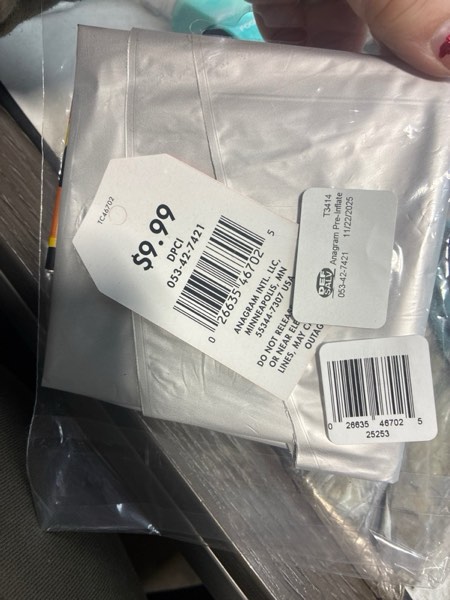 TC46702
$9.99
DPCI
053-42-7421
0 26635 46702 5
ANAGRAM INTL. LLC,
MINNEAPOLIS, MN
55344-7307 USA
DO NOT RELEA
OR NEAR ELE
LINES, MAY C
OUTAG
T3414
Anagram Pre-Inflate
053-42-7421 11/22/2025
0 26635 46702 5
25253